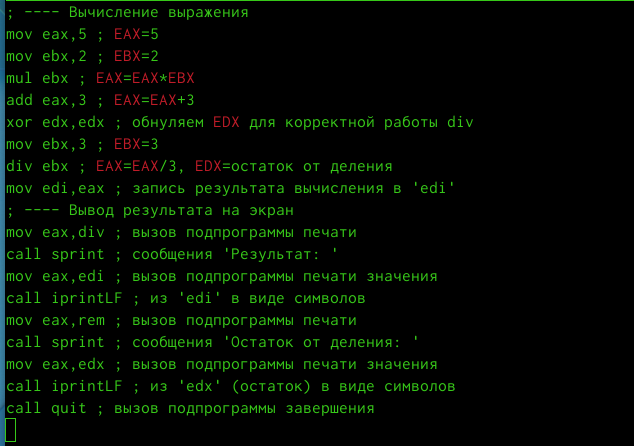 ; ---- Вычисление выражения
mov eax,5 ; EAX=5
mov ebx,2 ; EBX=2
mul ebx ; EAX=EAX*EBX
add eax,3 ; EAX=EAX+3
xor edx,edx ; обнуляем EDX для корректной работы div
mov ebx,3 ; EBX=3
div ebx ; EAX=EAX/3, EDX=остаток от деления
mov edi,eax ; запись результата вычисления в 'edi'
; ---- Вывод результата на экран
mov eax,div ; вызов подпрограммы печати
call sprint ; сообщения 'Результат: '
mov eax,edi ; вызов подпрограммы печати значения
call iprintLF ; из 'edi' в виде символов
mov eax,rem ; вызов подпрограммы печати
call sprint ; сообщения 'Остаток от деления: '
mov eax,edx ; вызов подпрограммы печати значения
call iprintLF ; из 'edx' (остаток) в виде символов
call quit ; вызов подпрограммы завершения